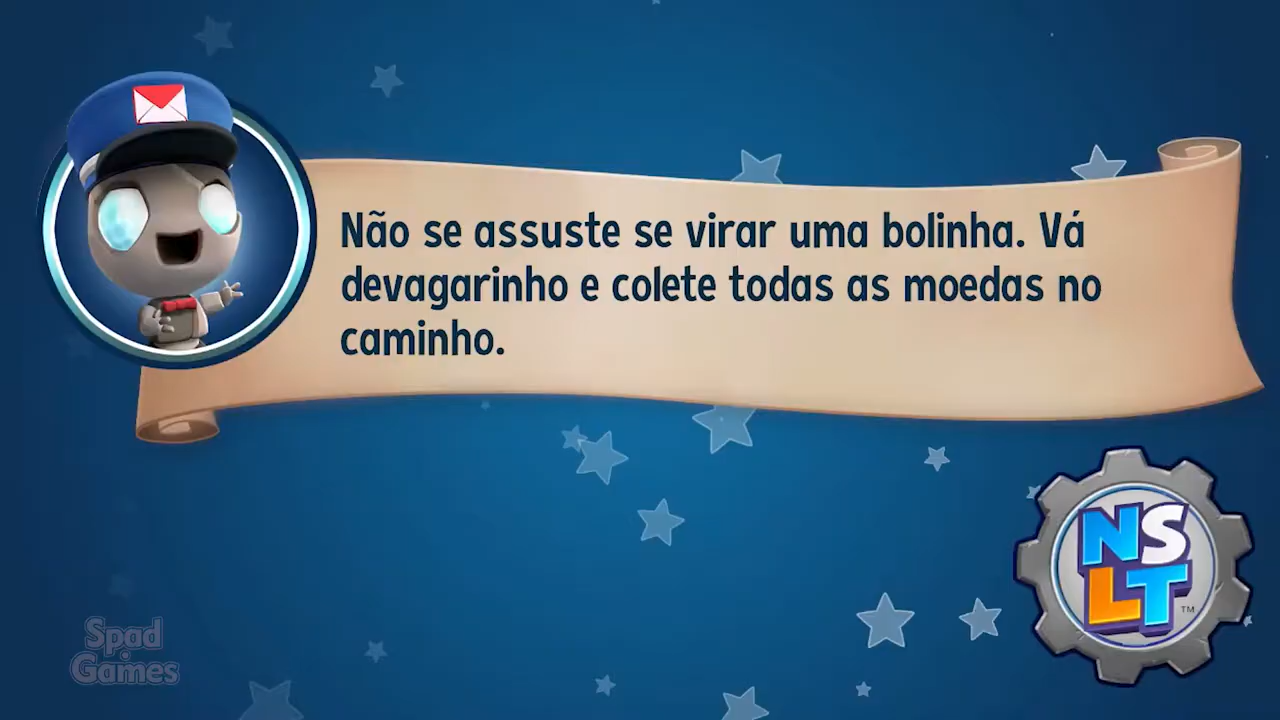 Não se assuste se virar uma bolinha. Vá
devagarinho e colete todas as moedas no
caminho.
NS
LT
TM
Spad
Games